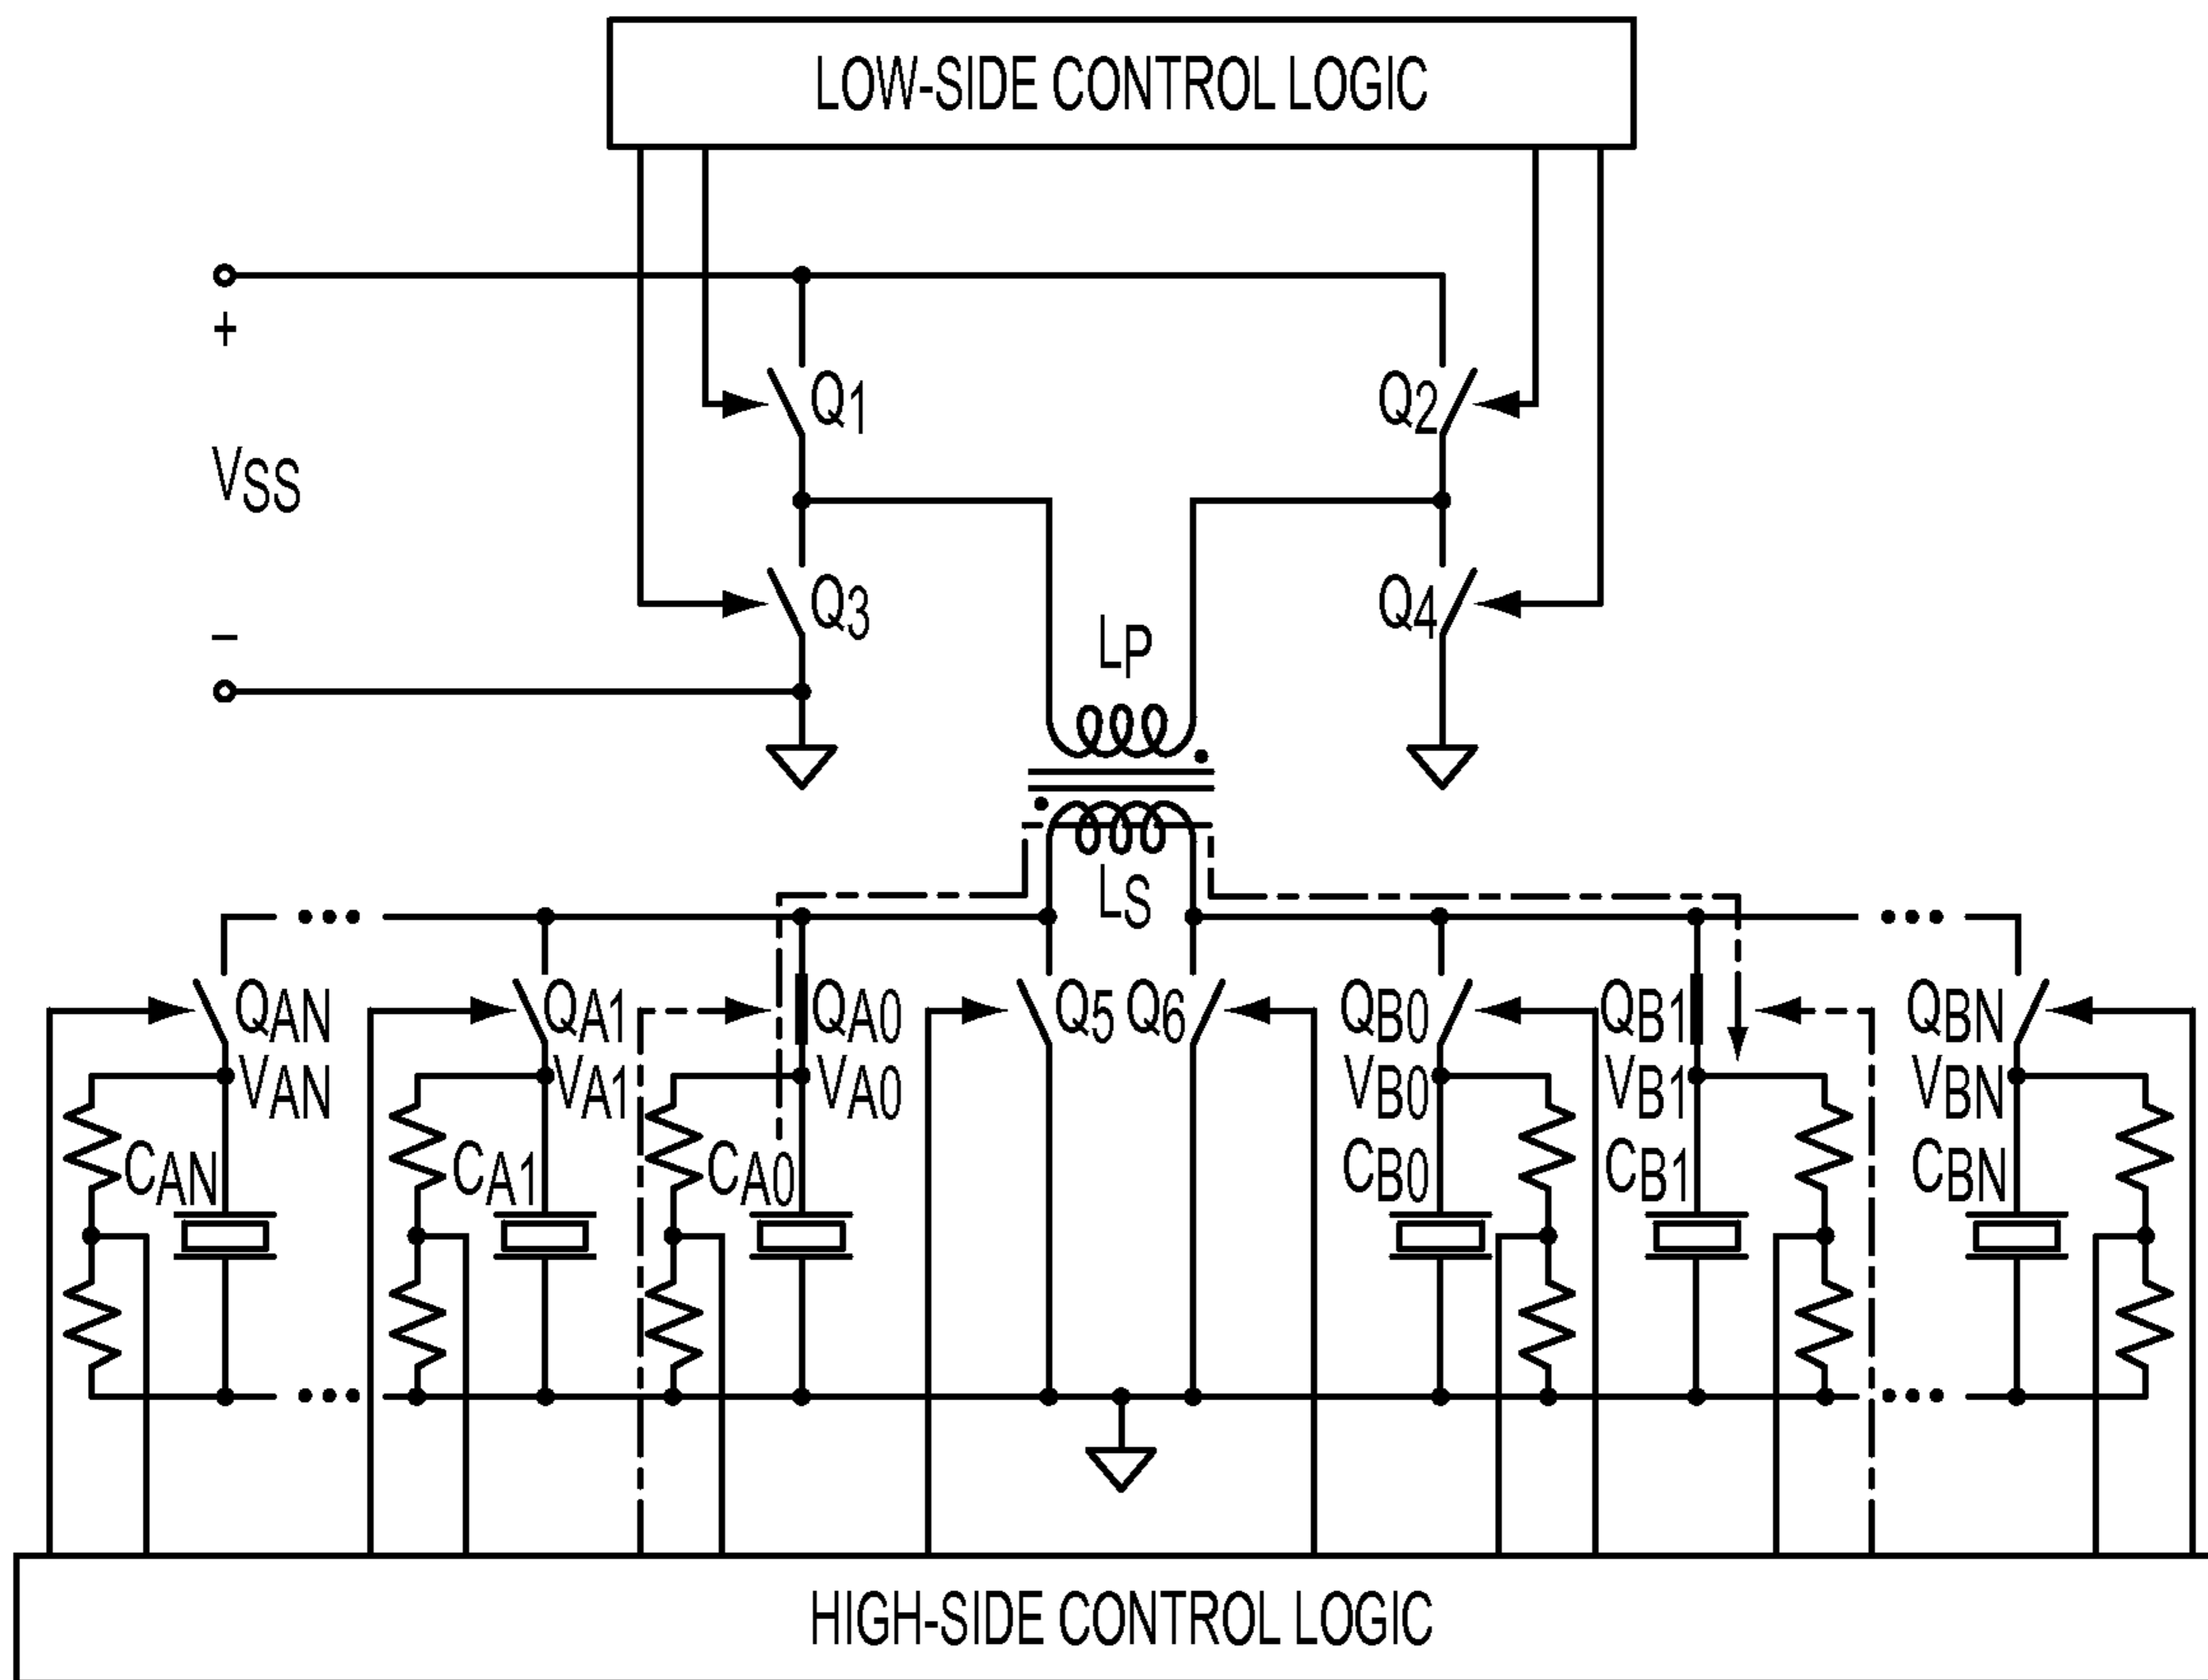 LOW-SIDE CONTROL LOGIC
+
Q1
Q2
VSS
Q3
Q4
–
LP
LS
QAN
QA1
QA0
Q5
Q6
QB0
QB1
QBN
VAN
VA1
VA0
VB0
VB1
VBN
CAN
CA1
CA0
CB0
CB1
CBN
HIGH-SIDE CONTROL LOGIC